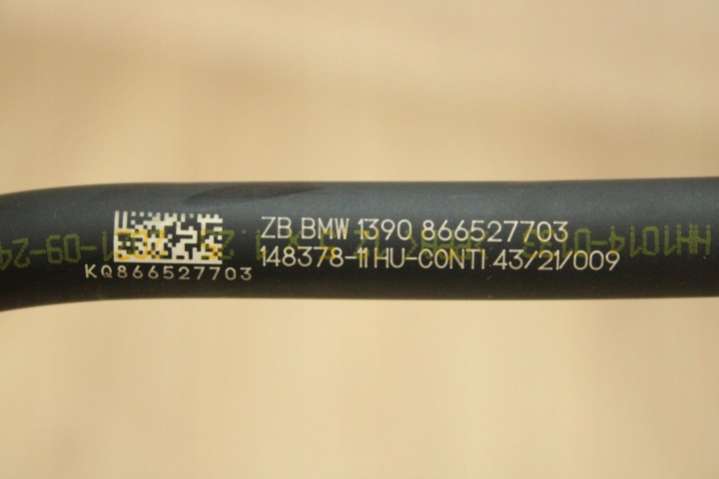 ZB BMW 1390 866527703
148378-11 HU-CONTI 43/21/009
KQ866527703